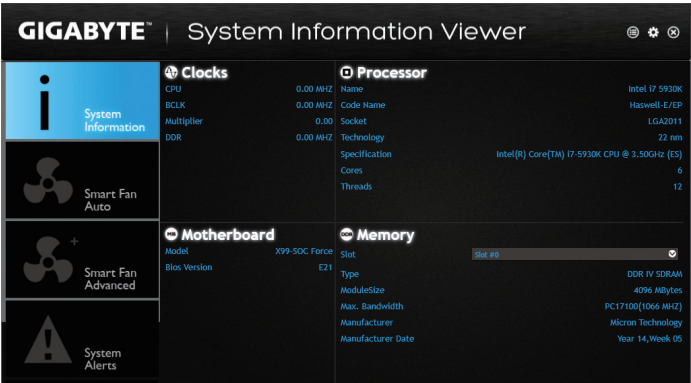 GIGABYTE™ System Information Viewer
System
Information
Smart Fan
Auto
Smart Fan
Advanced
System
Alerts
Clocks
CPU 0.00 MHZ
BCLK 0.00 MHZ
Multiplier 0.00
DDR 0.00 MHZ
Processor
Name Intel i7 5930K
Code Name Haswell-E/EP
Socket LGA2011
Technology 22 nm
Specification Intel(R) Core(TM) i7-5930K CPU @ 3.50GHz (ES)
Cores 6
Threads 12
MB Motherboard
Model X99-SOC Force
Bios Version E21
DDR Memory
Slot Slot #0
Type DDR IV SDRAM
ModuleSize 4096 MBytes
Max. Bandwidth PC17100(1066 MHZ)
Manufacturer Micron Technology
Manufacturer Date Year 14,Week 05